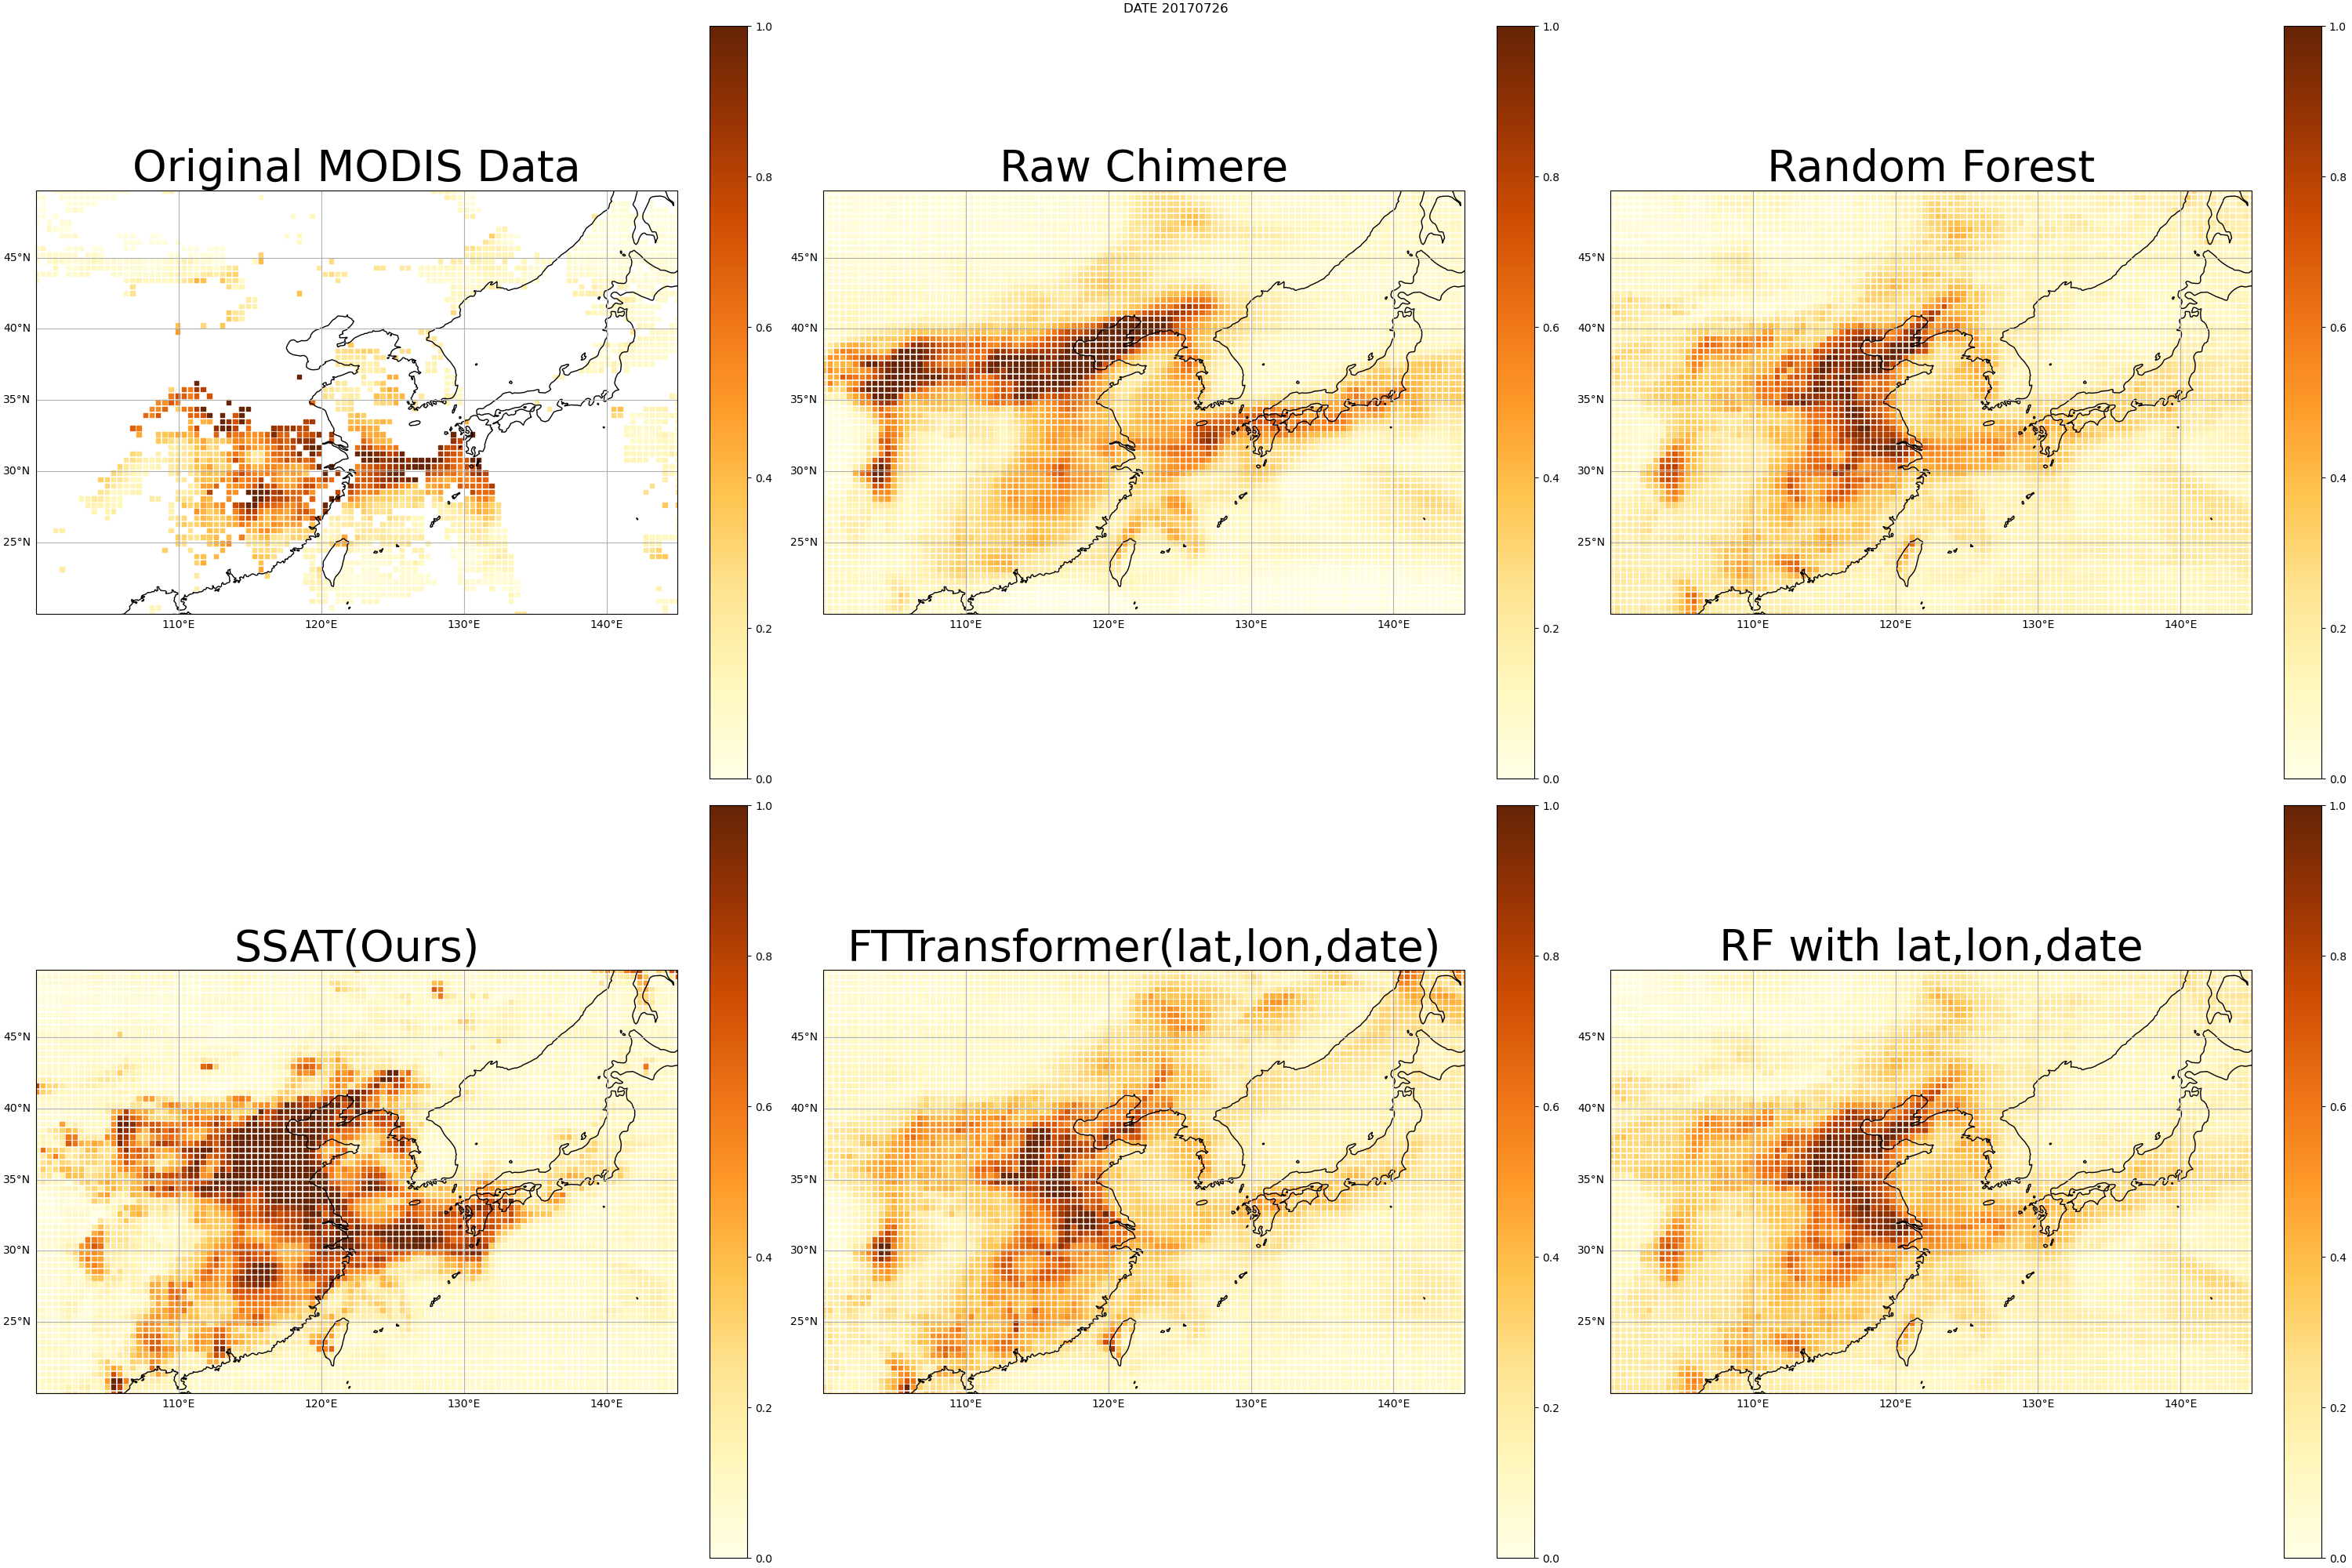 DATE 20170726
Original MODIS Data
1.0
0.8
0.6
0.4
0.2
0.0
45°N
40°N
35°N
30°N
25°N
110°E 120°E 130°E 140°E
Raw Chimere
1.0
0.8
0.6
0.4
0.2
0.0
45°N
40°N
35°N
30°N
25°N
110°E 120°E 130°E 140°E
Random Forest
1.0
0.8
0.6
0.4
0.2
0.0
45°N
40°N
35°N
30°N
25°N
110°E 120°E 130°E 140°E
SSAT(Ours)
1.0
0.8
0.6
0.4
0.2
0.0
45°N
40°N
35°N
30°N
25°N
110°E 120°E 130°E 140°E
FTTransformer(lat,lon,date)
1.0
0.8
0.6
0.4
0.2
0.0
45°N
40°N
35°N
30°N
25°N
110°E 120°E 130°E 140°E
RF with lat,lon,date
1.0
0.8
0.6
0.4
0.2
0.0
45°N
40°N
35°N
30°N
25°N
110°E 120°E 130°E 140°E